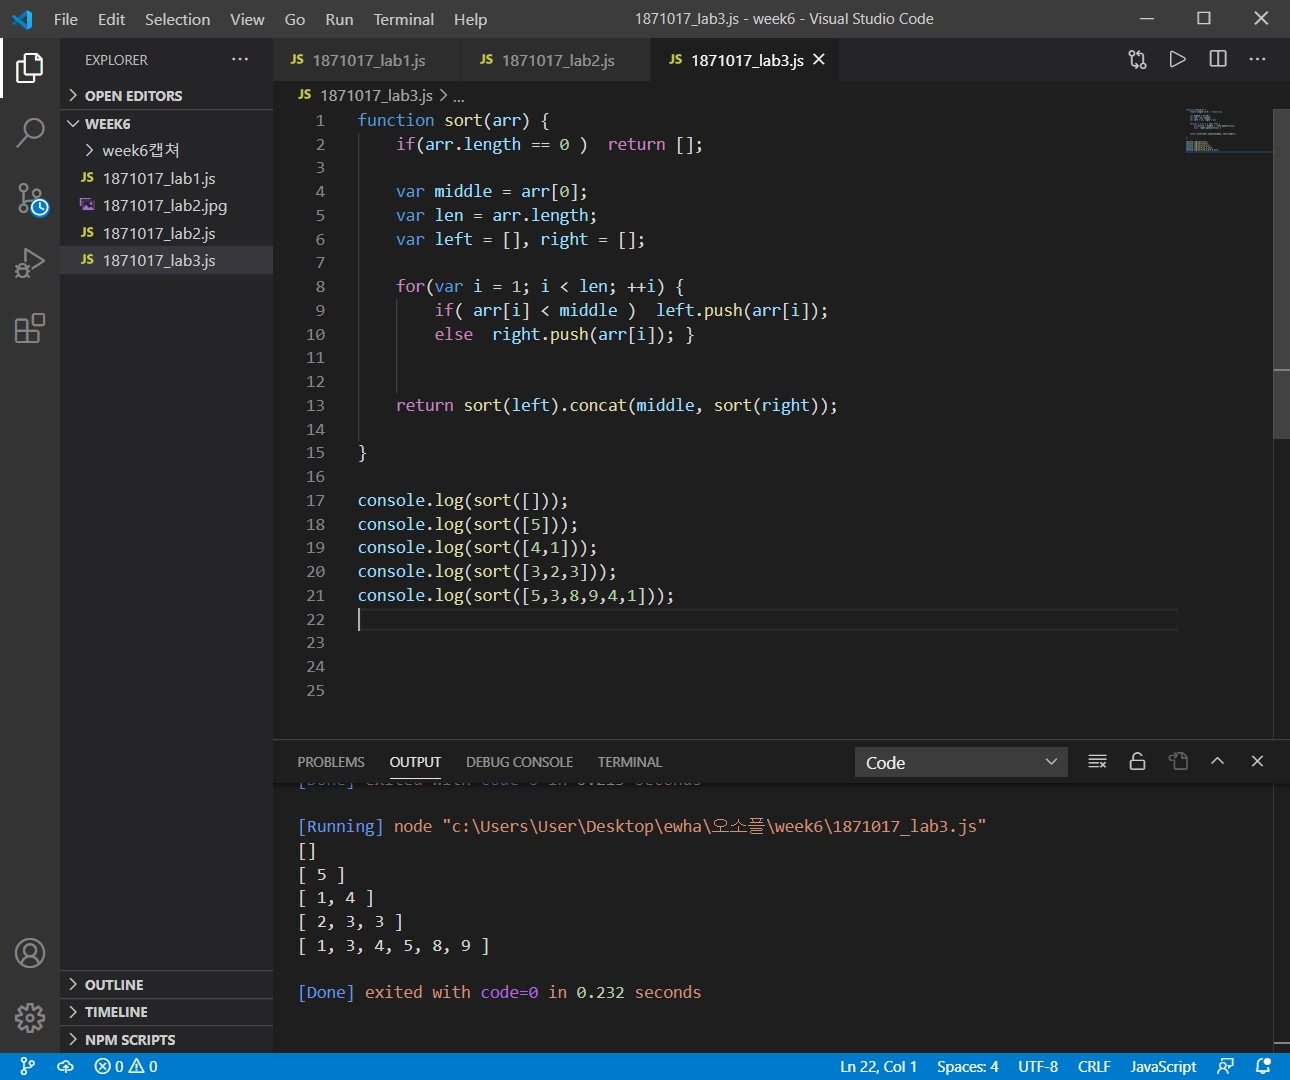 File Edit Selection View Go Run Terminal Help 1871017_lab3.js - week6 - Visual Studio Code
EXPLORER
JS 1871017_lab1.js JS 1871017_lab2.js JS 1871017_lab3.js
OPEN EDITORS
WEEK6
week6캡쳐
JS 1871017_lab1.js
1871017_lab2.jpg
JS 1871017_lab2.js
JS 1871017_lab3.js
OUTLINE
TIMELINE
NPM SCRIPTS
JS 1871017_lab3.js > ...
1 function sort(arr) {
2     if(arr.length == 0 )  return [];
3
4     var middle = arr[0];
5     var len = arr.length;
6     var left = [], right = [];
7
8     for(var i = 1; i < len; ++i) {
9         if( arr[i] < middle )  left.push(arr[i]);
10         else  right.push(arr[i]); }
11
12
13     return sort(left).concat(middle, sort(right));
14
15 }
16
17 console.log(sort([]));
18 console.log(sort([5]));
19 console.log(sort([4,1]));
20 console.log(sort([3,2,3]));
21 console.log(sort([5,3,8,9,4,1]));
22
23
24
25
PROBLEMS OUTPUT DEBUG CONSOLE TERMINAL Code
[Running] node "c:\Users\User\Desktop\ewha\오소플\week6\1871017_lab3.js"
[]
[ 5 ]
[ 1, 4 ]
[ 2, 3, 3 ]
[ 1, 3, 4, 5, 8, 9 ]
[Done] exited with code=0 in 0.232 seconds
0 0 Ln 22, Col 1 Spaces: 4 UTF-8 CRLF JavaScript